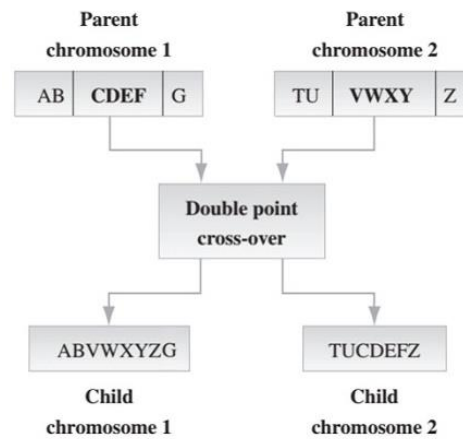 Parent
chromosome 1
Parent
chromosome 2
AB CDEF G
TU VWXY Z
Double point
cross-over
ABVWXYZG
TUCDEFZ
Child
chromosome 1
Child
chromosome 2